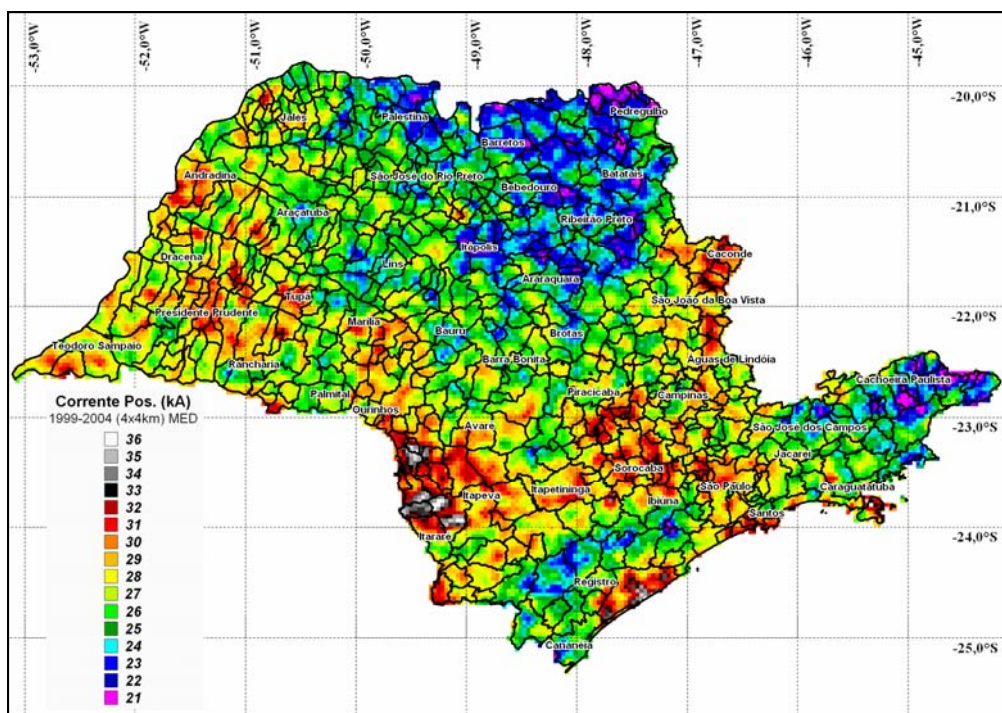 -53,0°W
-52,0°W
-51,0°W
-50,0°W
-49,0°W
-48,0°W
-47,0°W
-46,0°W
-45,0°W
-20,0°S
Jales
Palestina
Pedregulho
Barretos
Andradina
São José do Rio Preto
Bebedouro
Batatais
-21,0°S
Araçatuba
Ribeirão Preto
Dracena
Itápolis
Caconde
Lins
Araraquara
Tupã
São João da Boa Vista
-22,0°S
Presidente Prudente
Marília
Bauru
Brotas
Teodoro Sampaio
Rancharia
Barra Bonita
Águas de Lindóia
Cachoeira Paulista
Palmital
Piracicaba
Campinas
Corrente Pos. (kA)
1999-2004 (4x4km) MED
Ourinhos
Avaré
São José dos Campos
-23,0°S
36
35
34
33
32
31
30
29
28
27
26
25
24
23
22
21
Jacareí
Sorocaba
São Paulo
Caraguatatuba
Itapeva
Itapetininga
Ibiuna
Santos
Itararé
-24,0°S
Registro
Cananeia
-25,0°S